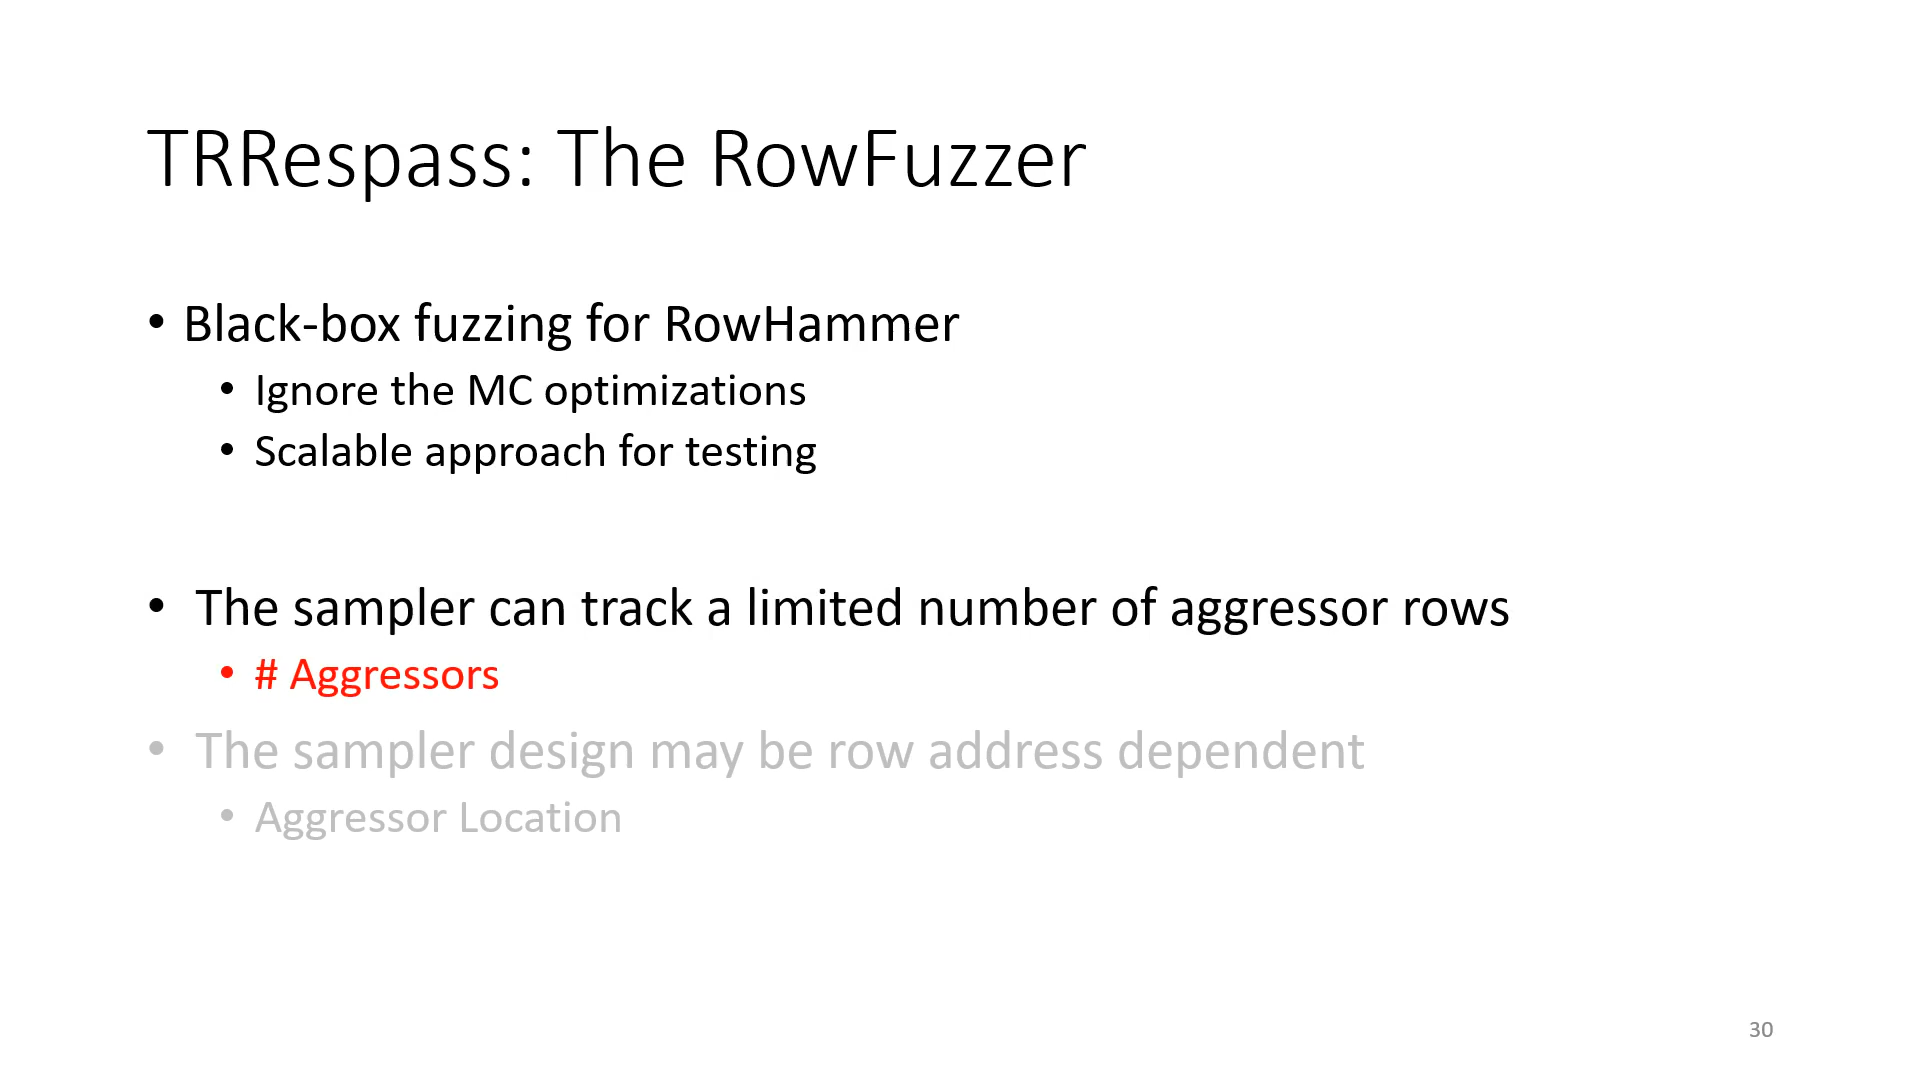 TRRespass: The RowFuzzer
• Black-box fuzzing for RowHammer
• Ignore the MC optimizations
• Scalable approach for testing
• The sampler can track a limited number of aggressor rows
• # Aggressors
• The sampler design may be row address dependent
• Aggressor Location
30